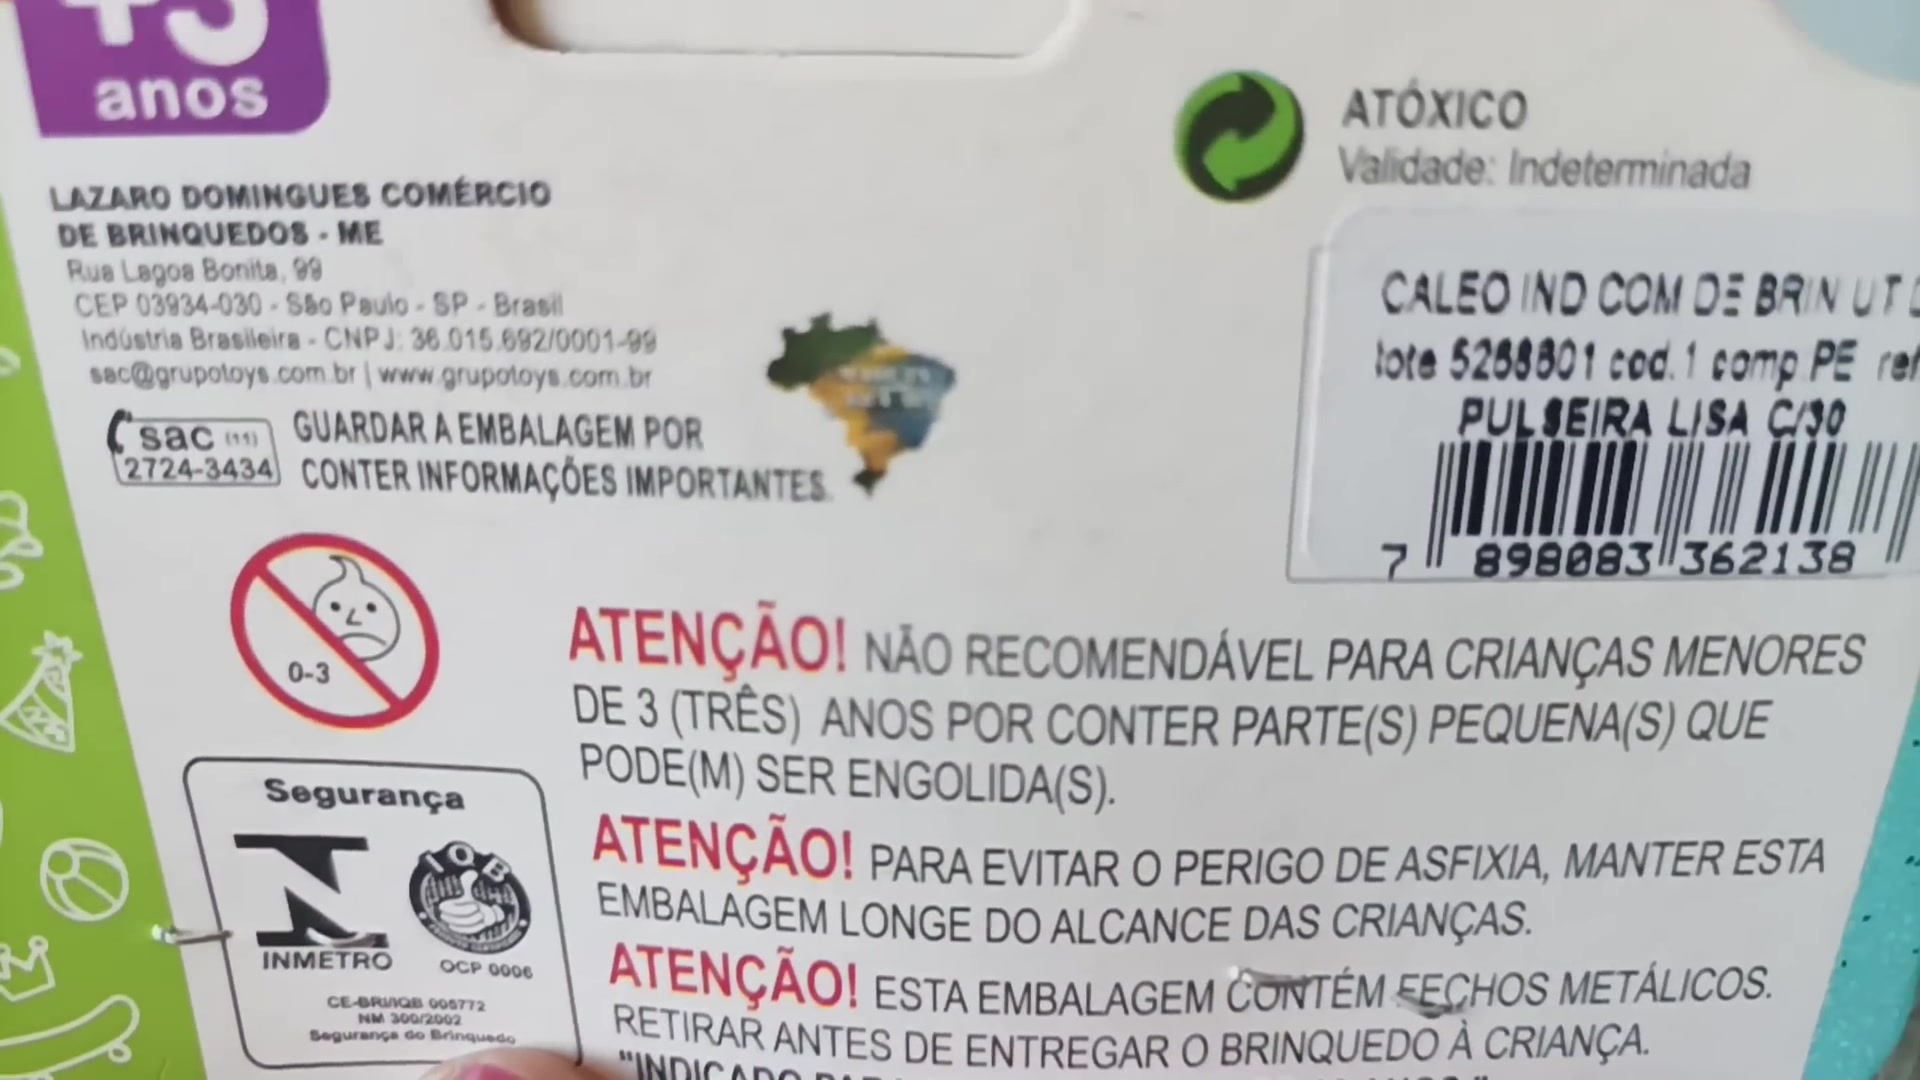 +3
anos
LAZARO DOMINGUES COMÉRCIO
DE BRINQUEDOS - ME
Rua Lagoa Bonita, 99
CEP 03934-030 - São Paulo - SP - Brasil
Indústria Brasileira - CNPJ: 36.015.692/0001-99
sac@grupotoys.com.br | www.grupotoys.com.br
sac (11)
2724-3434
GUARDAR A EMBALAGEM POR
CONTER INFORMAÇÕES IMPORTANTES.
ATÓXICO
Validade: Indeterminada
CALEO IND COM DE BRIN UT
lote 5268801 cod.1 comp.PE ref
PULSEIRA LISA C/30
7 898083 362138
0-3
ATENÇÃO! NÃO RECOMENDÁVEL PARA CRIANÇAS MENORES
DE 3 (TRÊS) ANOS POR CONTER PARTE(S) PEQUENA(S) QUE
PODE(M) SER ENGOLIDA(S).
ATENÇÃO! PARA EVITAR O PERIGO DE ASFIXIA, MANTER ESTA
EMBALAGEM LONGE DO ALCANCE DAS CRIANÇAS.
ATENÇÃO! ESTA EMBALAGEM CONTÉM FECHOS METÁLICOS.
RETIRAR ANTES DE ENTREGAR O BRINQUEDO À CRIANÇA.
"INDICADO
Segurança
IQB
INMETRO
OCP 0006
CE-BRI/IQB 005772
NM 300/2002
Segurança do Brinquedo